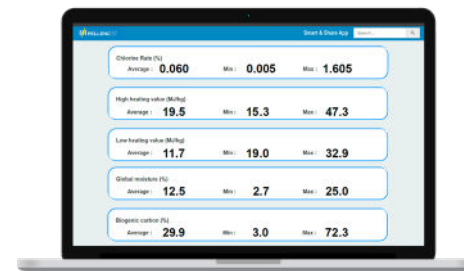 PELLENC ST Smart & Share App Search...
Chlorine Rate (%)
Average : 0.060 Min : 0.005 Max : 1.605
High heating value (MJ/kg)
Average : 19.5 Min : 15.3 Max : 47.3
Low heating value (MJ/kg)
Average : 11.7 Min : 19.0 Max : 32.9
Global moisture (%)
Average : 12.5 Min : 2.7 Max : 25.0
Biogenic carbon (%)
Average : 29.9 Min : 3.0 Max : 72.3